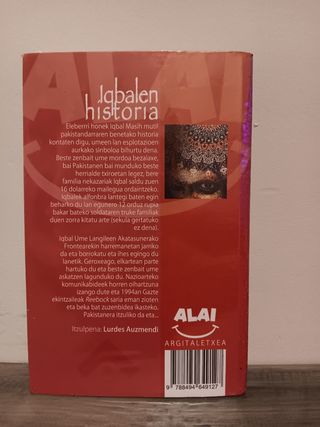 ALAI
Iqbalen
historia
Eleberri honek Iqbal Masih mutil
pakistandarraren benetako historia
kontatzen digu, umeen lan esplotazioen
aurkako sinboloa bihurtu dena.
Beste zenbait ume mordoa bezalaxe,
bai Pakistanen bai munduko beste
herrialde txiroetan legez, bere
familia nekazariak Iqbal saldu zuen
16 dolarreko mailegua ordaintzeko.
Iqbalek alfonbra lantegi baten egin
beharko du lan egunero 12 orduz rupia
bakar bateko soldataren truke familiak
duen zorra kitatu arte (sekula gertatuko
ez dena).
Iqbal Ume Langileen Akatasunerako
Frontearekin harremanetan jarriko
da eta borrokatu eta ihes egingo du
lanetik. Geroxeago, elkartean parte
hartuko du eta beste zenbait ume
askatzen lagunduko du. Nazioarteko
komunikabideek horren oihartzuna
izango dute eta 1994an Gazte
ekintzaileak Reebock saria eman zioten
eta beka bat zuzenbidea ikasteko.
Pakistanera itzuliko da eta...
Itzulpena: Lurdes Auzmendi
ALAI
ARGITALETXEA
9 788494 849127